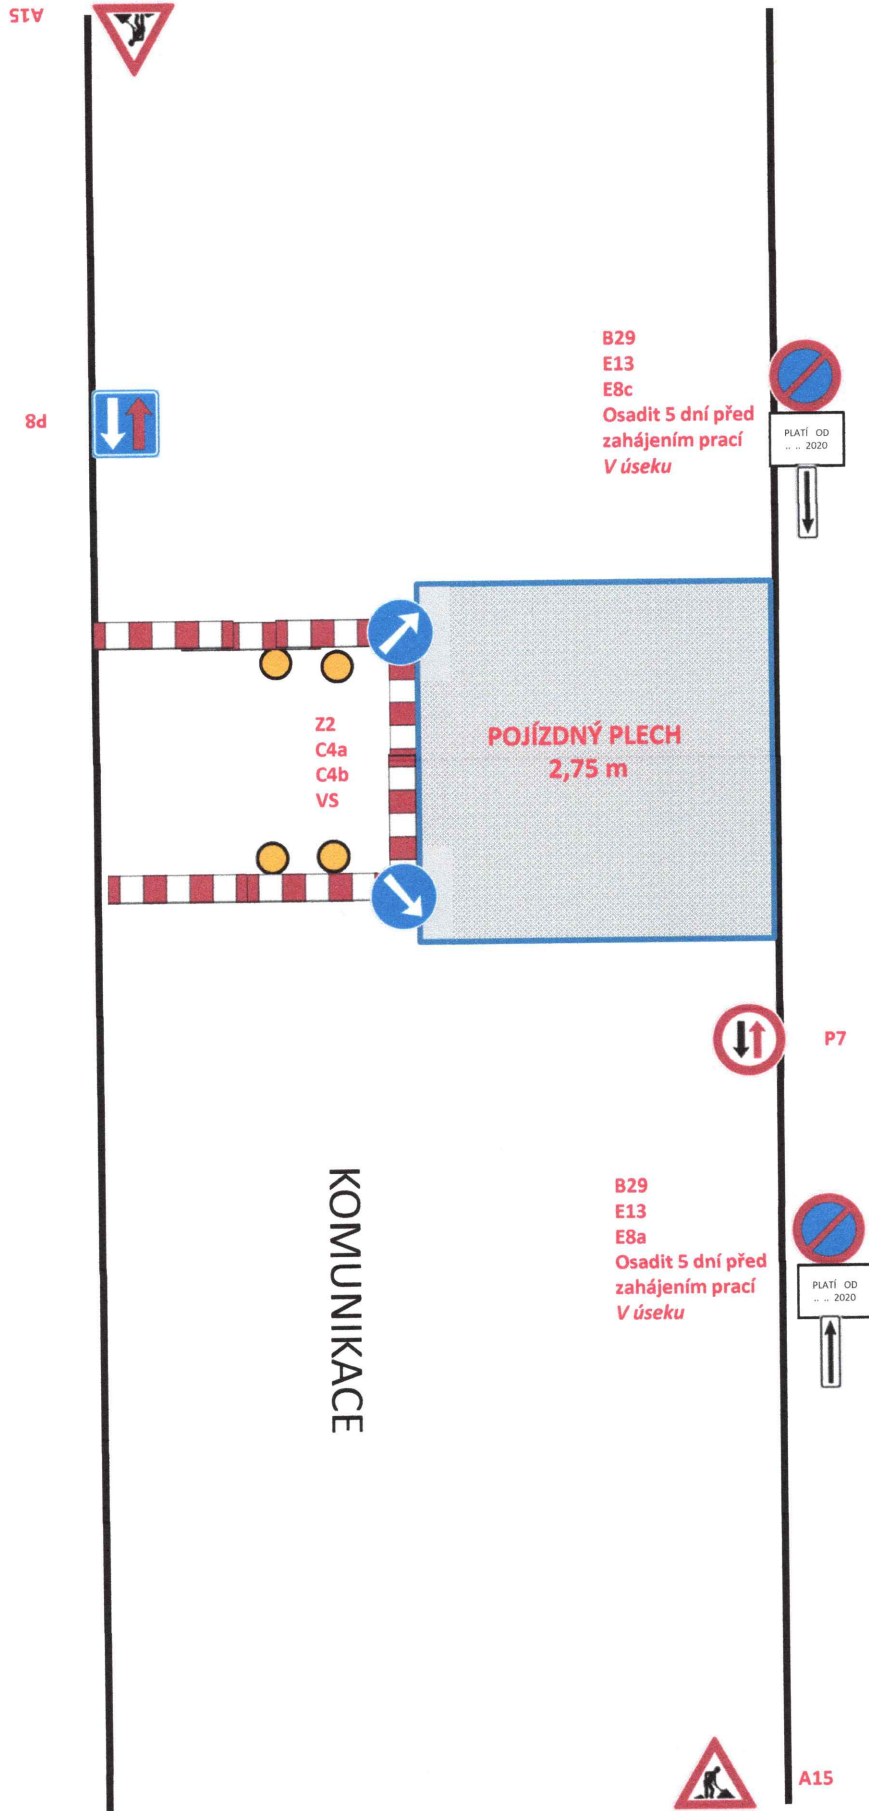 A15
B29
E13
E8c
Osadit 5 dní před
zahájením prací
V úseku
PLATÍ OD
.. .. 2020
P8
Z2
C4a
C4b
VS
POJÍZDNÝ PLECH
2,75 m
P7
KOMUNIKACE
B29
E13
E8a
Osadit 5 dní před
zahájením prací
V úseku
PLATÍ OD
.. .. 2020
A15